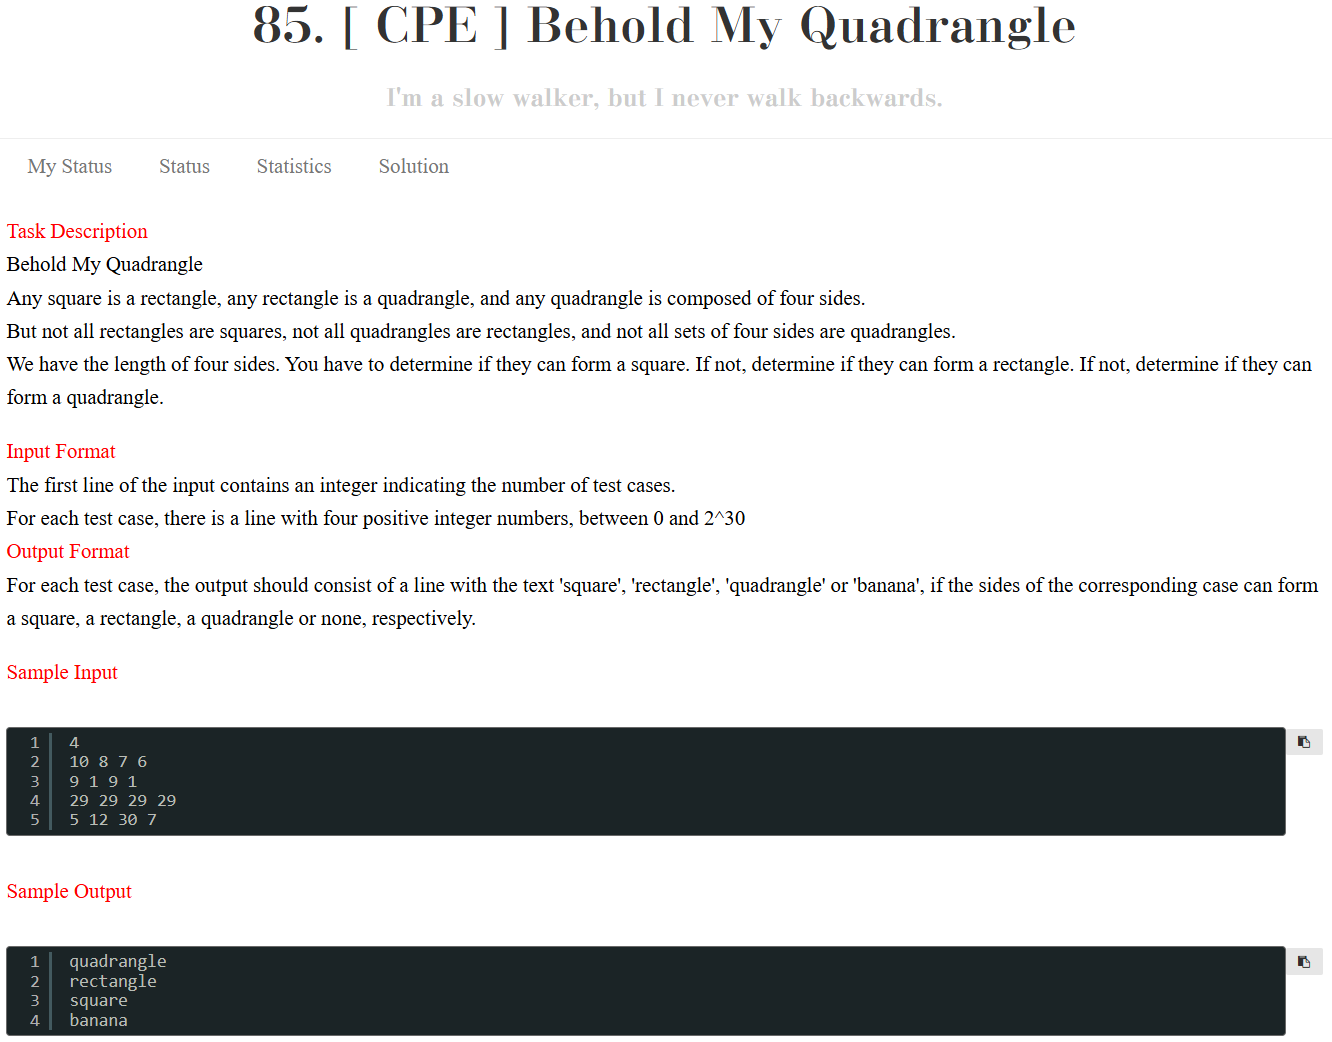 85. [ CPE ] Behold My Quadrangle
I'm a slow walker, but I never walk backwards.
My Status Status Statistics Solution
Task Description
Behold My Quadrangle
Any square is a rectangle, any rectangle is a quadrangle, and any quadrangle is composed of four sides.
But not all rectangles are squares, not all quadrangles are rectangles, and not all sets of four sides are quadrangles.
We have the length of four sides. You have to determine if they can form a square. If not, determine if they can form a rectangle. If not, determine if they can
form a quadrangle.
Input Format
The first line of the input contains an integer indicating the number of test cases.
For each test case, there is a line with four positive integer numbers, between 0 and 2^30
Output Format
For each test case, the output should consist of a line with the text 'square', 'rectangle', 'quadrangle' or 'banana', if the sides of the corresponding case can form
a square, a rectangle, a quadrangle or none, respectively.
Sample Input
1 4
2 10 8 7 6
3 9 1 9 1
4 29 29 29 29
5 5 12 30 7
Sample Output
1 quadrangle
2 rectangle
3 square
4 banana